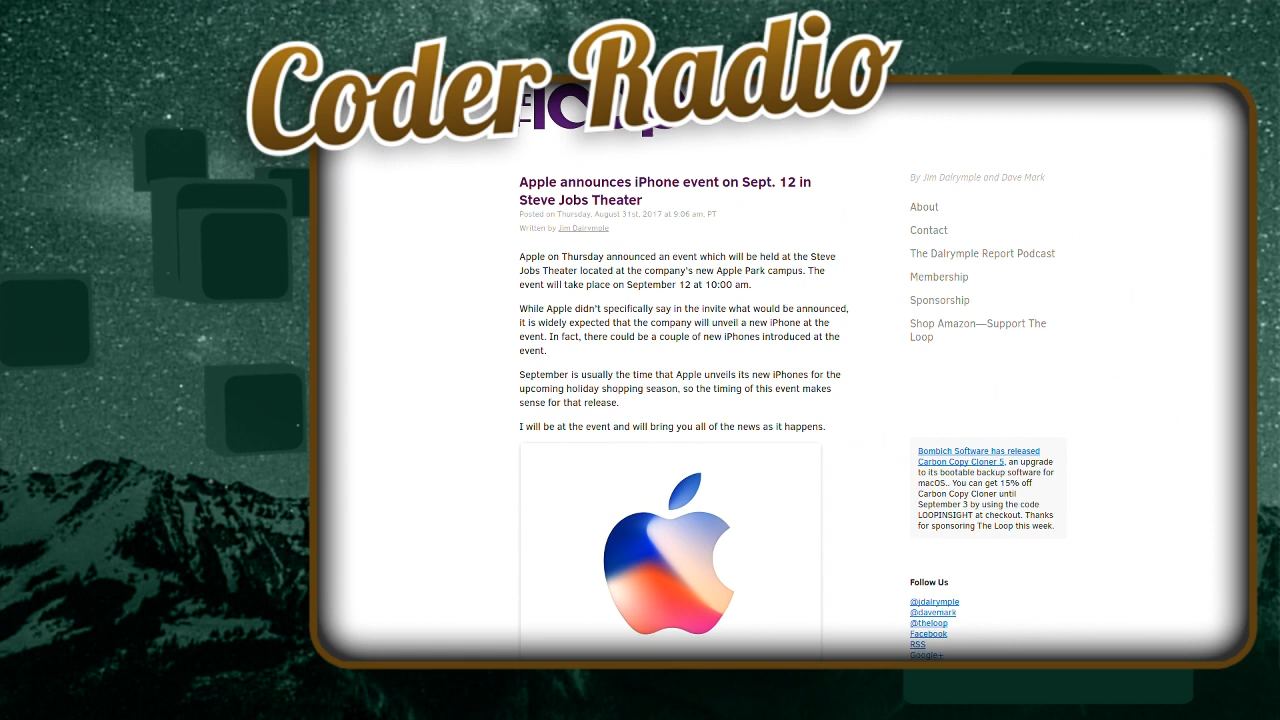 Coder Radio
Apple announces iPhone event on Sept. 12 in
Steve Jobs Theater
Posted on Thursday, August 31st, 2017 at 9:06 am, PT
Written by Jim Dalrymple
Apple on Thursday announced an event which will be held at the Steve
Jobs Theater located at the company's new Apple Park campus. The
event will take place on September 12 at 10:00 am.
While Apple didn't specifically say in the invite what would be announced,
it is widely expected that the company will unveil a new iPhone at the
event. In fact, there could be a couple of new iPhones introduced at the
event.
September is usually the time that Apple unveils its new iPhones for the
upcoming holiday shopping season, so the timing of this event makes
sense for that release.
I will be at the event and will bring you all of the news as it happens.
By Jim Dalrymple and Dave Mark
About
Contact
The Dalrymple Report Podcast
Membership
Sponsorship
Shop Amazon—Support The
Loop
Bombich Software has released
Carbon Copy Cloner 5, an upgrade
to its bootable backup software for
macOS.. You can get 15% off
Carbon Copy Cloner until
September 3 by using the code
LOOPINSIGHT at checkout. Thanks
for sponsoring The Loop this week.
Follow Us
@jdalrymple
@davemark
@theloop
Facebook
RSS
Google+